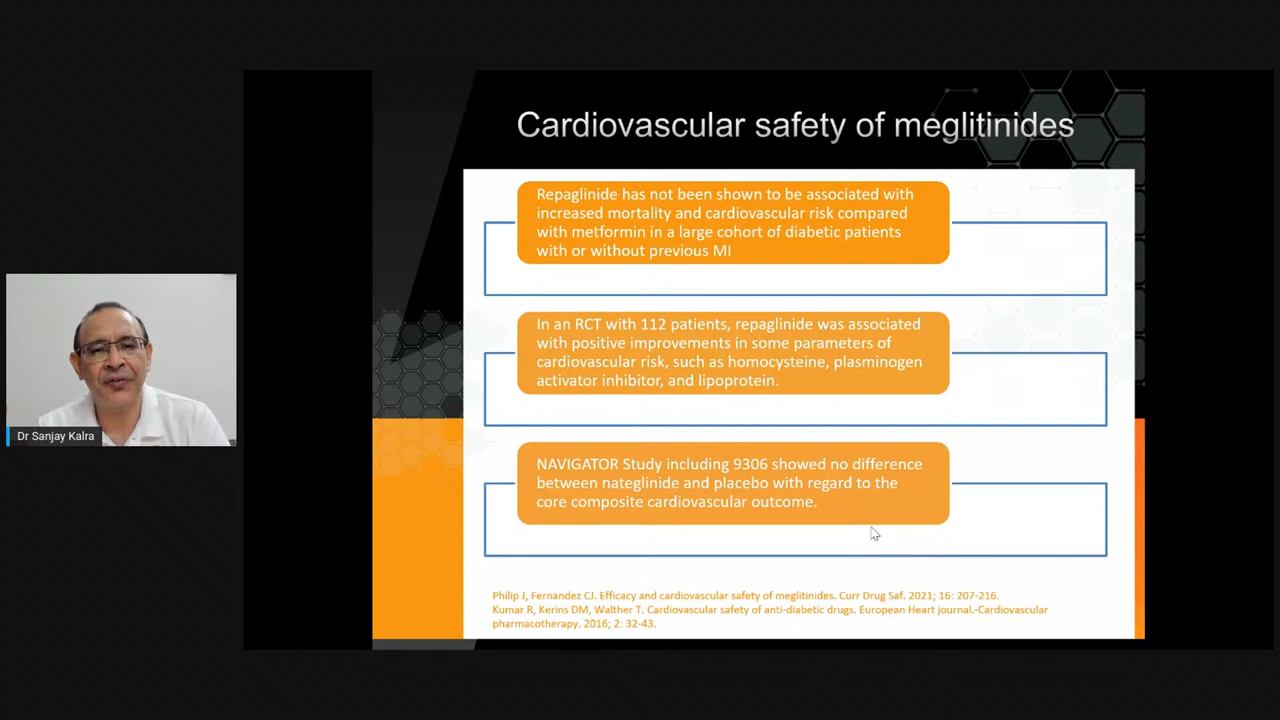 Cardiovascular safety of meglitinides
Repaglinide has not been shown to be associated with
increased mortality and cardiovascular risk compared
with metformin in a large cohort of diabetic patients
with or without previous MI
In an RCT with 112 patients, repaglinide was associated
with positive improvements in some parameters of
cardiovascular risk, such as homocysteine, plasminogen
activator inhibitor, and lipoprotein.
Dr Sanjay Kalra
NAVIGATOR Study including 9306 showed no difference
between nateglinide and placebo with regard to the
core composite cardiovascular outcome.
Philip J, Fernandez CJ. Efficacy and cardiovascular safety of meglitinides. Curr Drug Saf. 2021; 16: 207-216.
Kumar R, Kerins DM, Walther T. Cardiovascular safety of anti-diabetic drugs. European Heart journal.-Cardiovascular
pharmacotherapy. 2016; 2: 32-43.